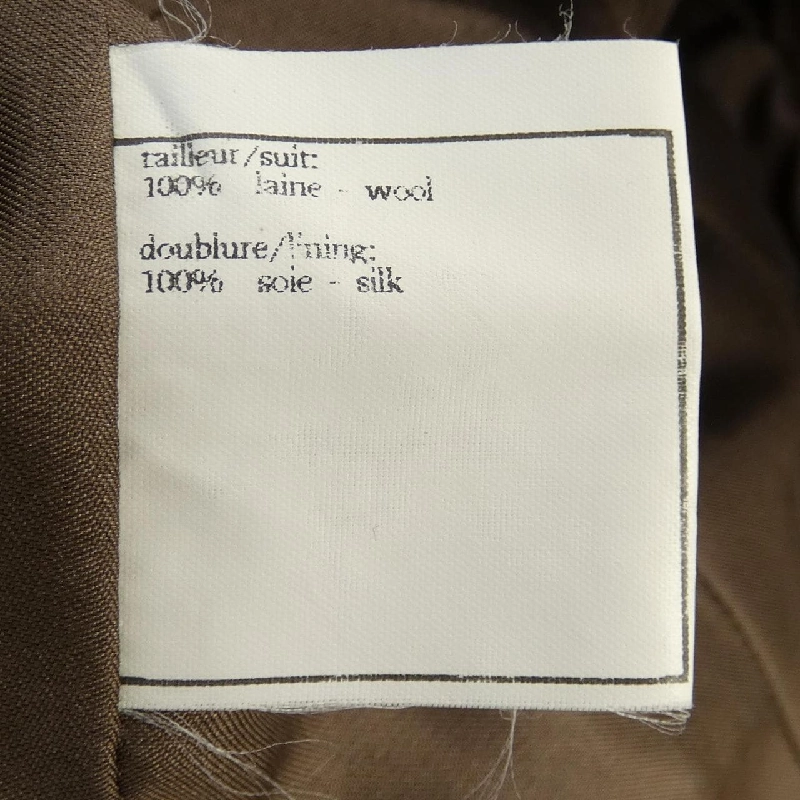 tailleur/suit:
100% laine - wool
doublure/lining:
100% soie - silk